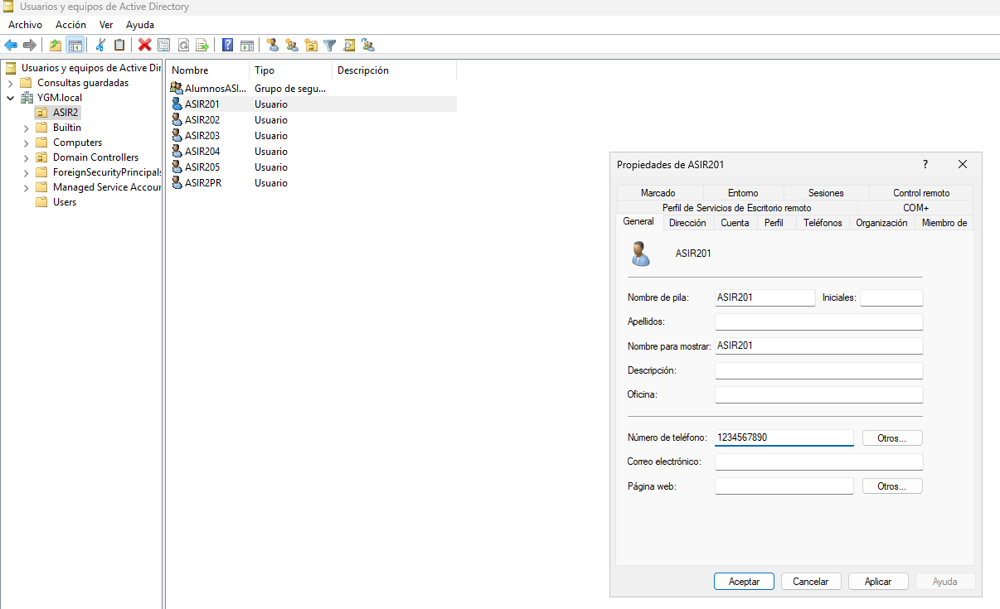 Usuarios y equipos de Active Directory
Archivo Acción Ver Ayuda
Usuarios y equipos de Active Dir
Consultas guardadas
YGM.local
ASIR2
Builtin
Computers
Domain Controllers
ForeignSecurityPrincipals
Managed Service Accour
Users
Nombre Tipo Descripción
AlumnosASI... Grupo de segu...
ASIR201 Usuario
ASIR202 Usuario
ASIR203 Usuario
ASIR204 Usuario
ASIR205 Usuario
ASIR2PR Usuario
Propiedades de ASIR201 ?
Marcado Entorno Sesiones Control remoto
Perfil de Servicios de Escritorio remoto COM+
General Dirección Cuenta Perfil Teléfonos Organización Miembro de
ASIR201
Nombre de pila: ASIR201 Iniciales:
Apellidos:
Nombre para mostrar: ASIR201
Descripción:
Oficina:
Número de teléfono: 1234567890 Otros...
Correo electrónico:
Página web: Otros...
Aceptar Cancelar Aplicar Ayuda